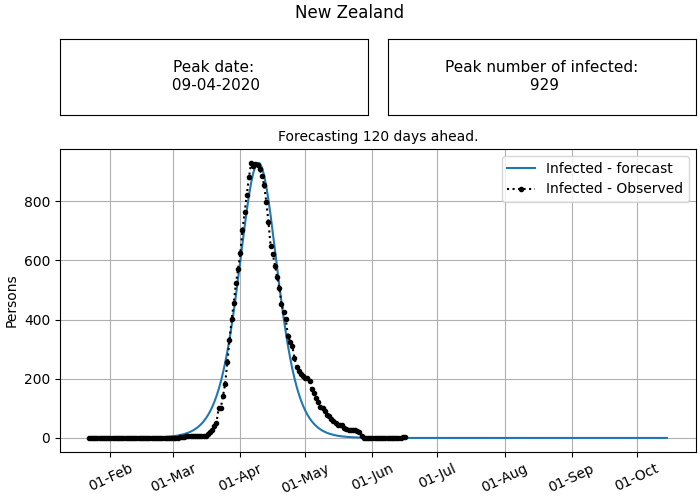 New Zealand
Peak date:
09-04-2020
Peak number of infected:
929
Forecasting 120 days ahead.
Infected - forecast
Infected - Observed
Persons
800
600
400
200
0
01-Feb
01-Mar
01-Apr
01-May
01-Jun
01-Jul
01-Aug
01-Sep
01-Oct